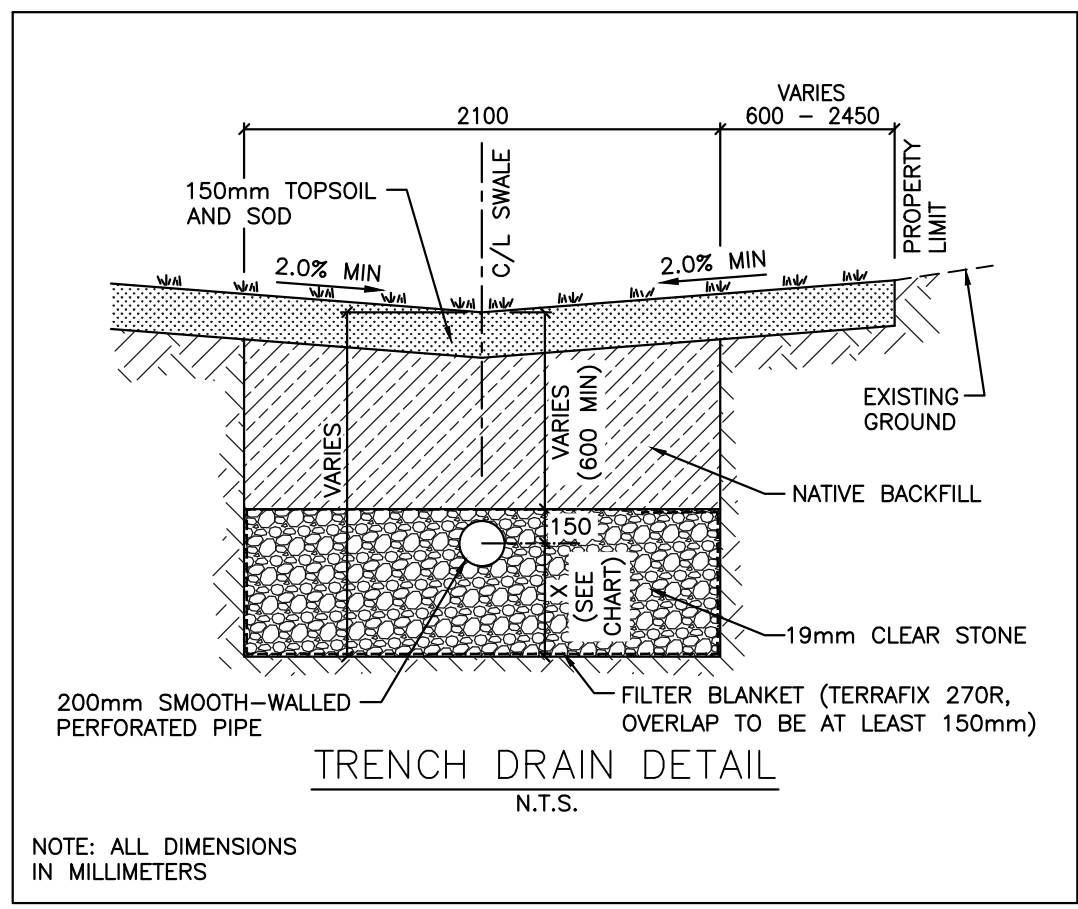 VARIES
2100
600 - 2450
150mm TOPSOIL
AND SOD
C/L SWALE
PROPERTY
LIMIT
2.0% MIN
2.0% MIN
EXISTING
GROUND
VARIES
VARIES
(600 MIN)
NATIVE BACKFILL
150
X
(SEE
CHART)
19mm CLEAR STONE
200mm SMOOTH-WALLED
PERFORATED PIPE
FILTER BLANKET (TERRAFIX 270R,
OVERLAP TO BE AT LEAST 150mm)
TRENCH DRAIN DETAIL
N.T.S.
NOTE: ALL DIMENSIONS
IN MILLIMETERS